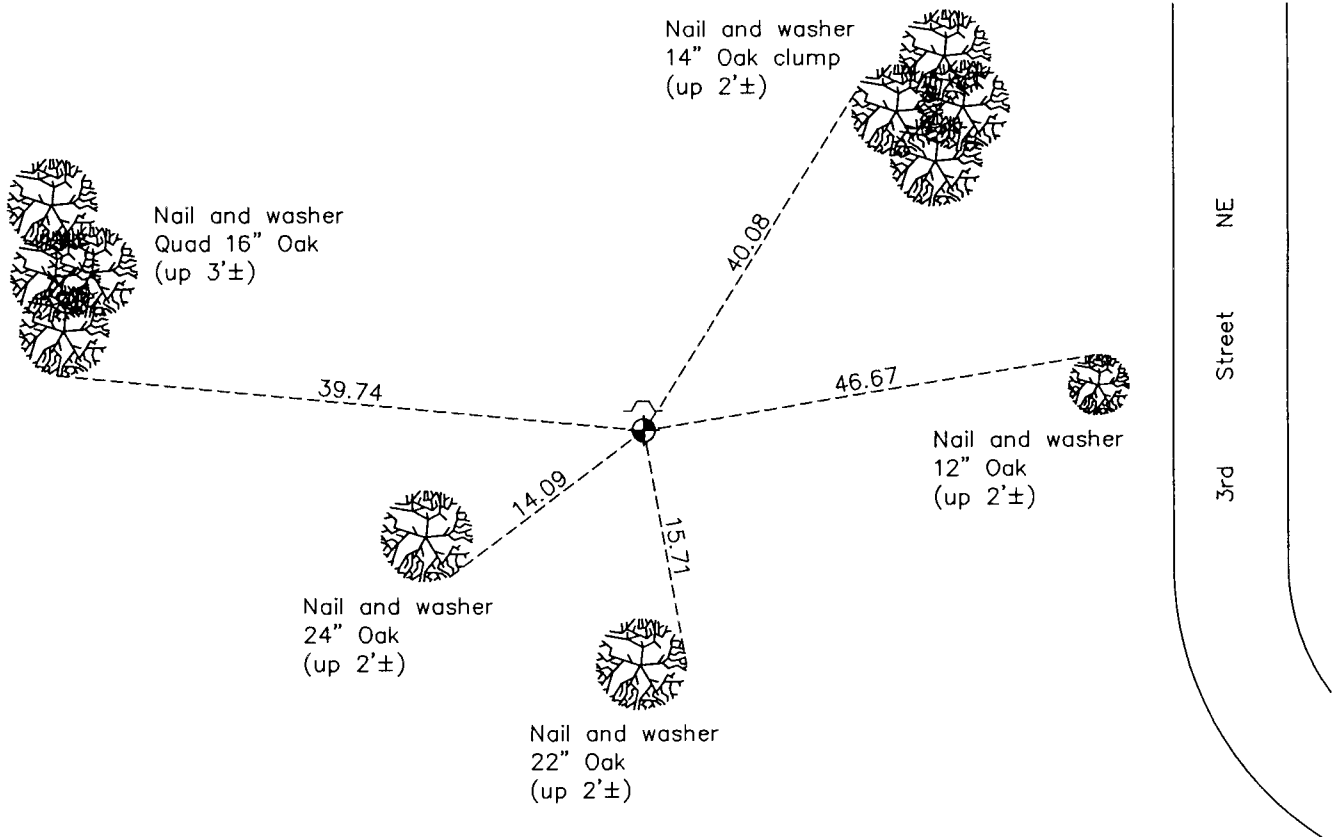 Nail and washer
14" Oak clump
(up 2'±)
Nail and washer
Quad 16" Oak
(up 3'±)
40.08
39.74
46.67
14.09
15.71
Nail and washer
12" Oak
(up 2'±)
Nail and washer
24" Oak
(up 2'±)
Nail and washer
22" Oak
(up 2'±)
3rd Street NE